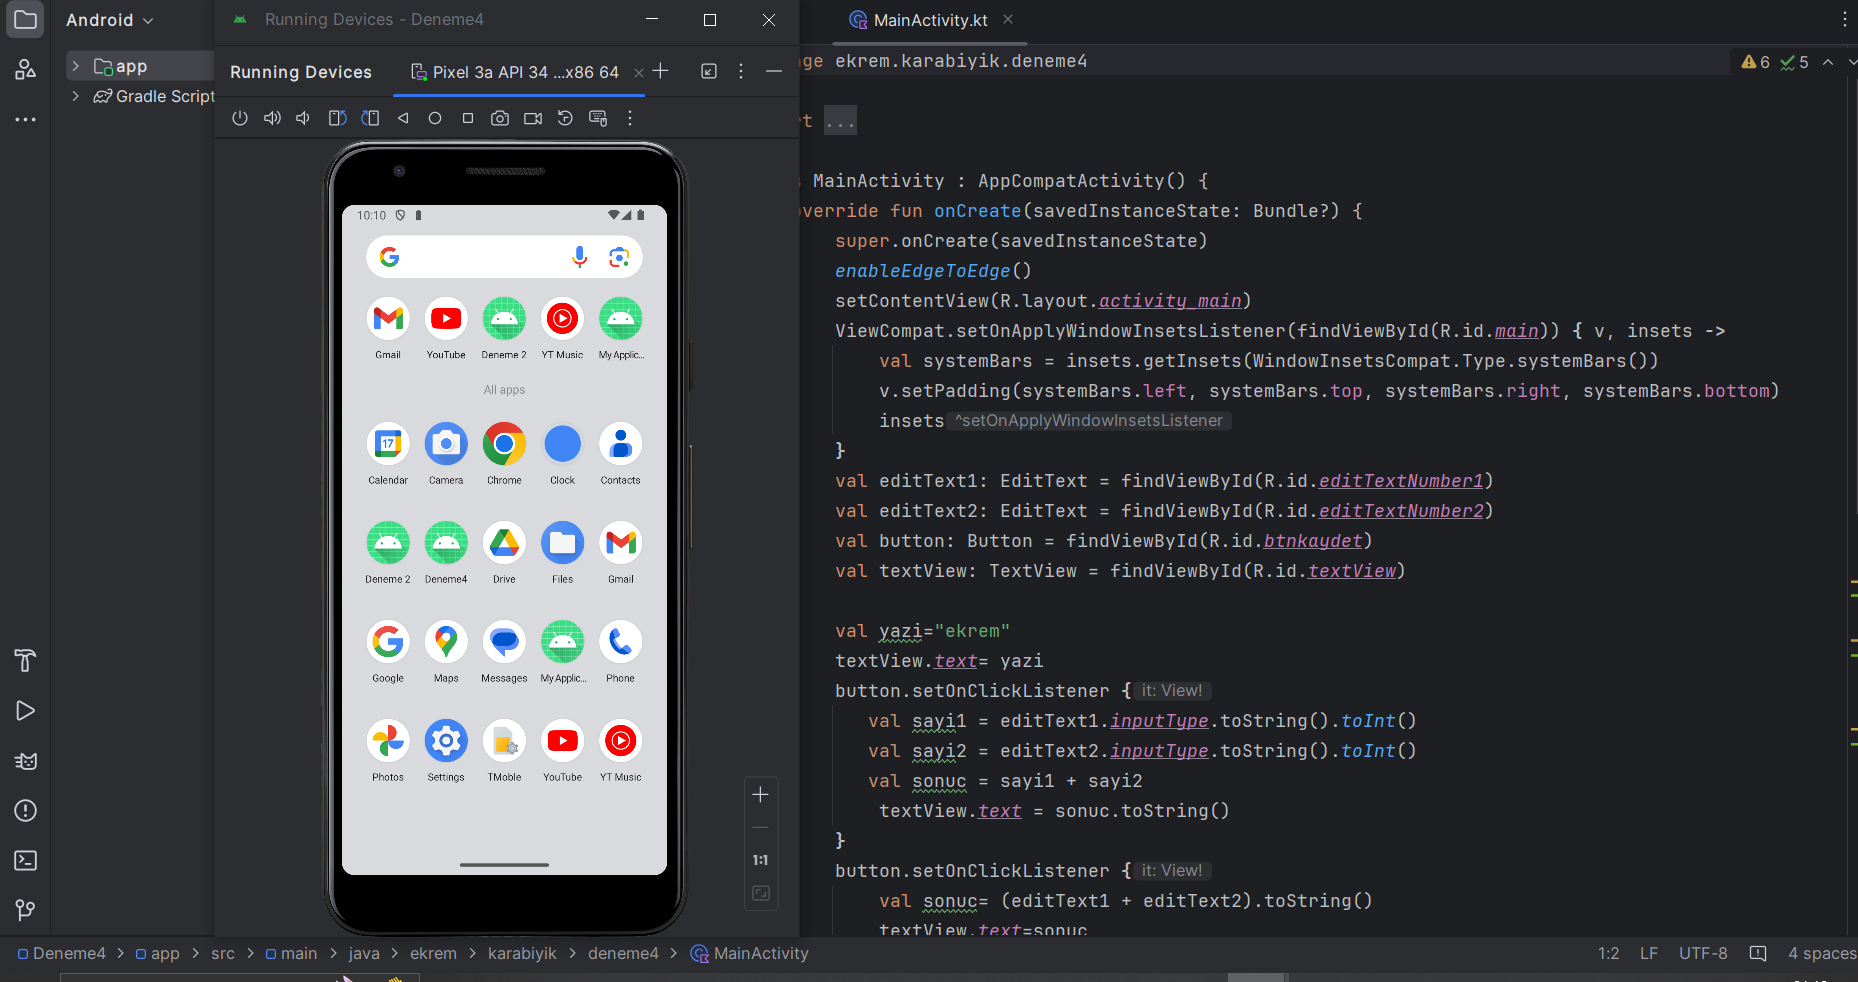 Android
Running Devices - Deneme4
MainActivity.kt
app
Gradle Script
Running Devices
Pixel 3a API 34 ...x86 64
ge ekrem.karabiyik.deneme4
6
5
rt ...
MainActivity : AppCompatActivity() {
verride fun onCreate(savedInstanceState: Bundle?) {
super.onCreate(savedInstanceState)
enableEdgeToEdge()
setContentView(R.layout.activity_main)
ViewCompat.setOnApplyWindowInsetsListener(findViewById(R.id.main)) { v, insets ->
val systemBars = insets.getInsets(WindowInsetsCompat.Type.systemBars())
v.setPadding(systemBars.left, systemBars.top, systemBars.right, systemBars.bottom)
insets ^setOnApplyWindowInsetsListener
}
val editText1: EditText = findViewById(R.id.editTextNumber1)
val editText2: EditText = findViewById(R.id.editTextNumber2)
val button: Button = findViewById(R.id.btnkaydet)
val textView: TextView = findViewById(R.id.textView)
val yazi="ekrem"
textView.text= yazi
button.setOnClickListener { it: View!
val sayi1 = editText1.inputType.toString().toInt()
val sayi2 = editText2.inputType.toString().toInt()
val sonuc = sayi1 + sayi2
textView.text = sonuc.toString()
}
button.setOnClickListener { it: View!
val sonuc= (editText1 + editText2).toString()
textView.text=sonuc
10:10
Gmail YouTube Deneme 2 YT Music My Applic...
All apps
17
Calendar Camera Chrome Clock Contacts
Deneme 2 Deneme4 Drive Files Gmail
Google Maps Messages My Applic... Phone
Photos Settings TMoble YouTube YT Music
1:1
Deneme4 > app > src > main > java > ekrem > karabiyik > deneme4 > MainActivity
1:2 LF UTF-8 4 spaces